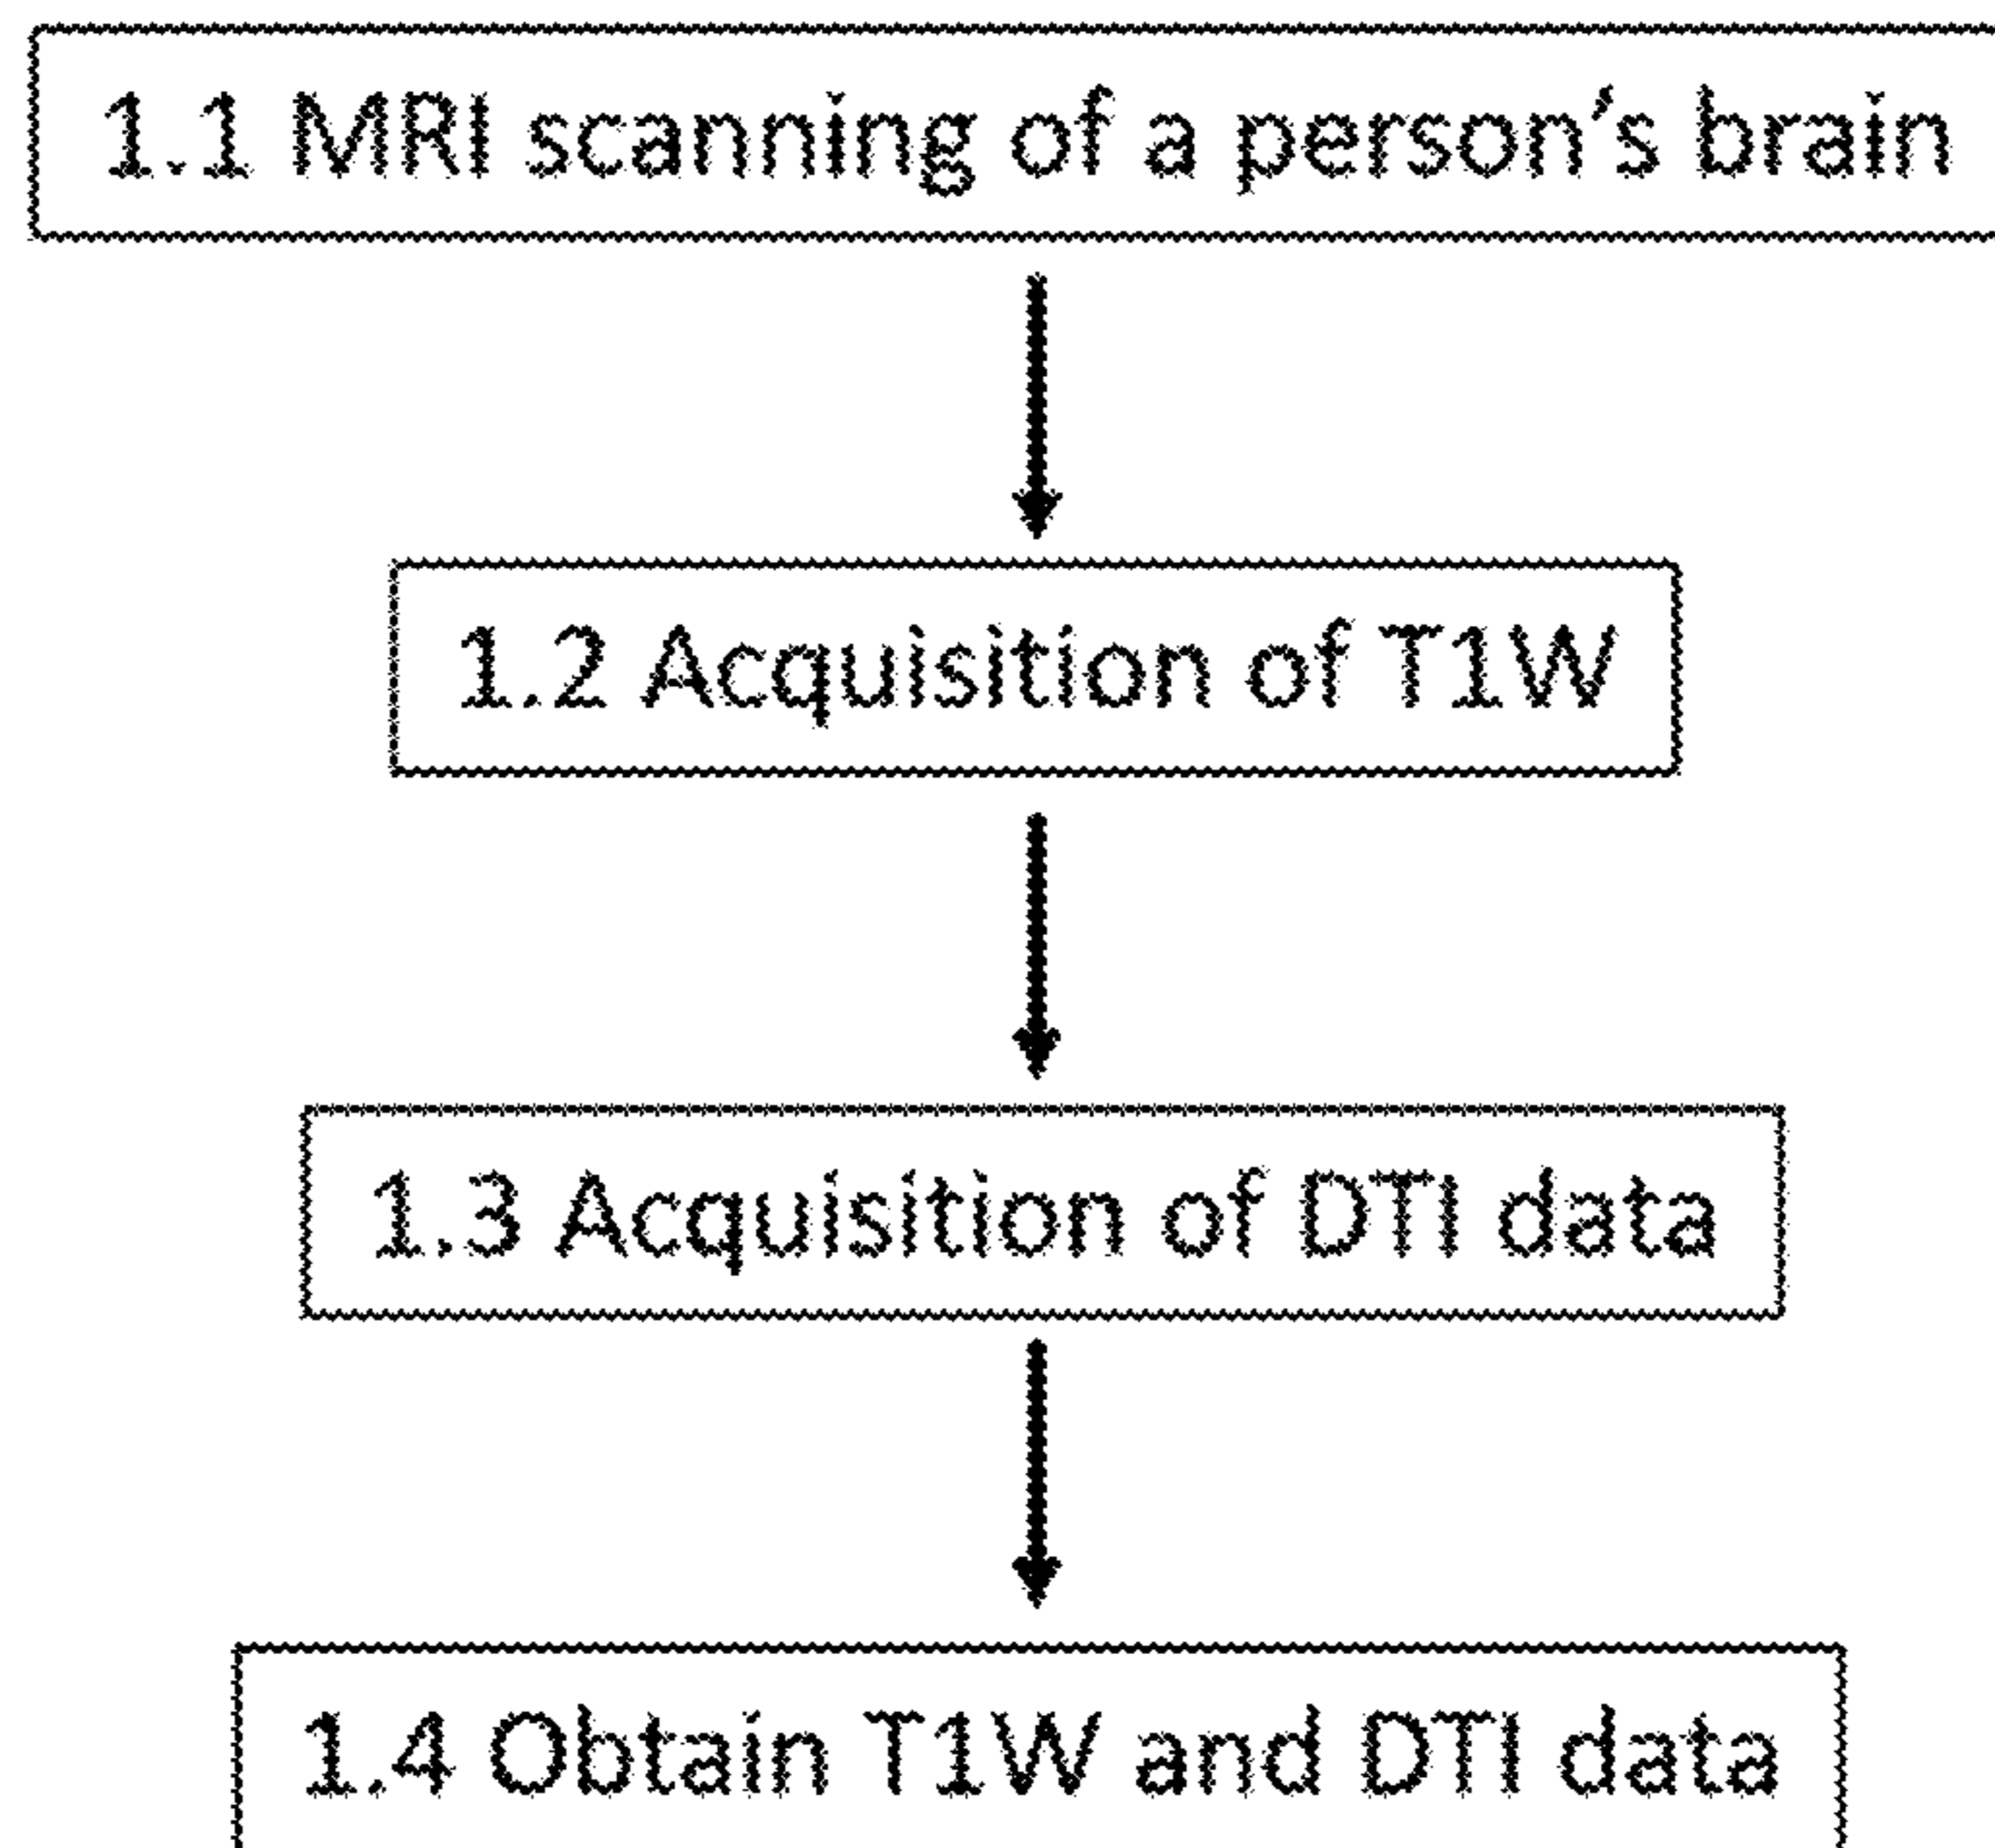 1.1 MRI scanning of a person's brain
1.2 Acquisition of T1W
1.3 Acquisition of DTI data
1.4 Obtain T1W and DTI data